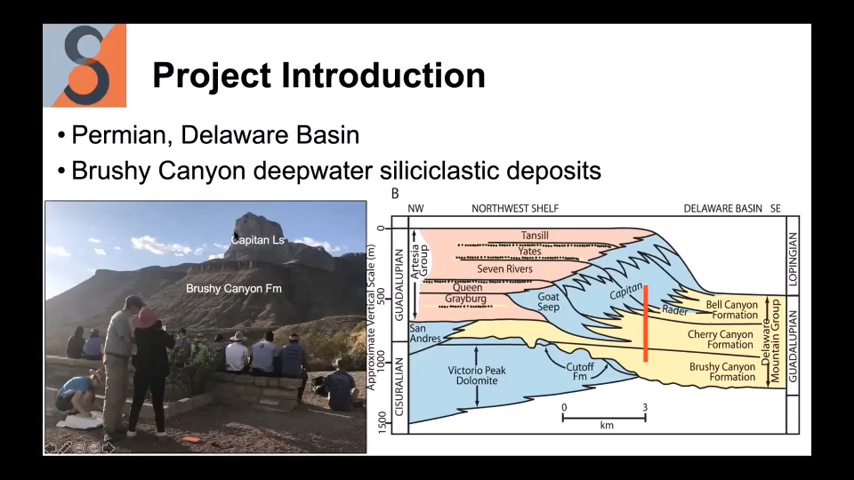 Project Introduction
• Permian, Delaware Basin
• Brushy Canyon deepwater siliciclastic deposits
Capitan Ls
Brushy Canyon Fm
B
NW
NORTHWEST SHELF
DELAWARE BASIN SE
Approximate Vertical Scale (m)
0
500
1000
1500
GUADALUPIAN
CISURALIAN
Artesia
Group
Tansill
Yates
Seven Rivers
Queen
Grayburg
San
Andres
Goat
Seep
Capitan
Rader
Bell Canyon
Formation
Cherry Canyon
Formation
Brushy Canyon
Formation
Victorio Peak
Dolomite
Cutoff
Fm
0
3
km
Delaware
Mountain Group
LOPINGIAN
GUADALUPIAN